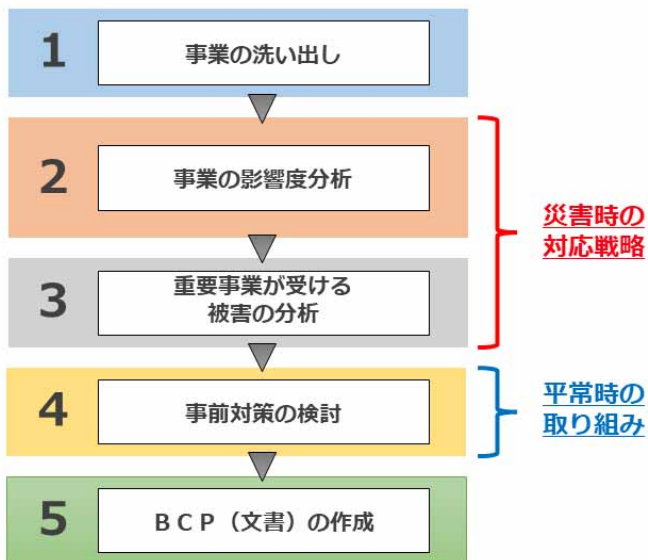 1
事業の洗い出し
2
事業の影響度分析
災害時の
対応戦略
3
重要事業が受ける
被害の分析
4
事前対策の検討
平常時の
取り組み
5
ＢＣＰ（文書）の作成